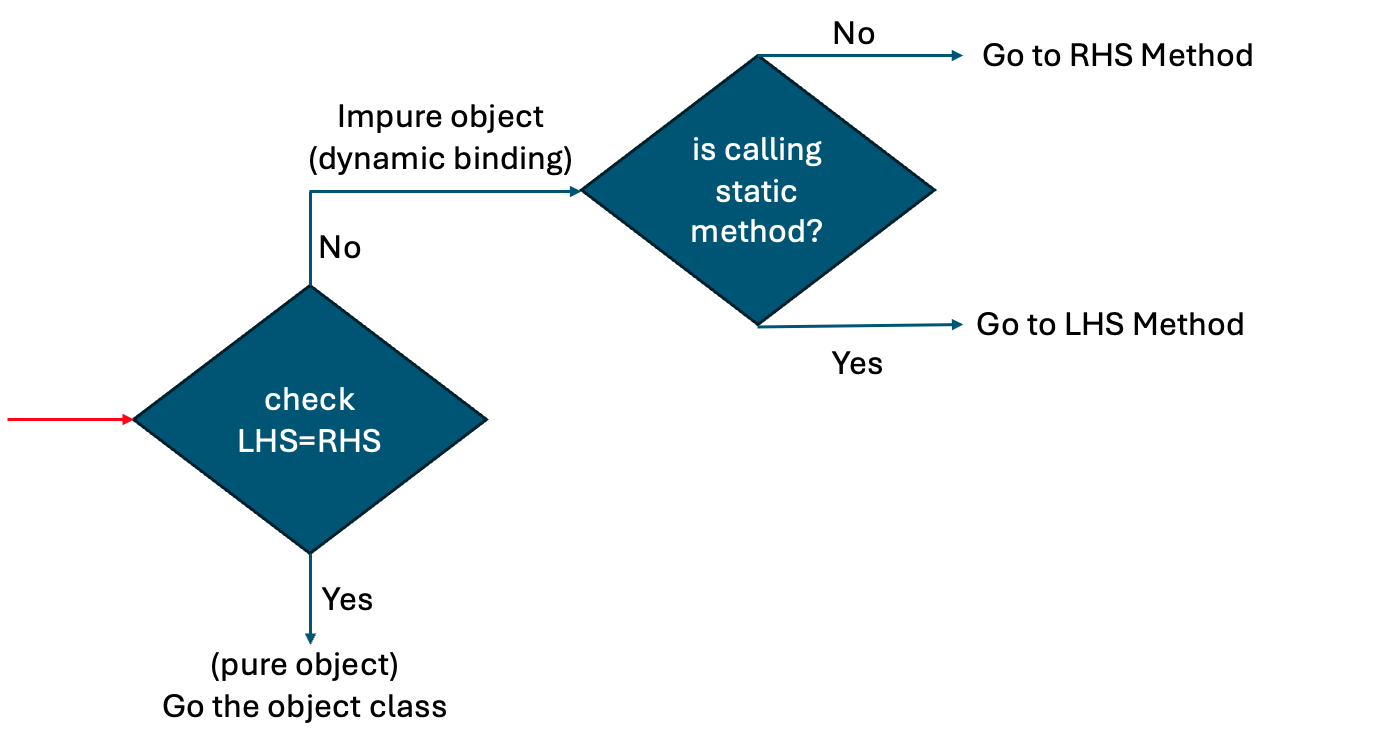 No
Go to RHS Method
Impure object
(dynamic binding)
is calling
static
method?
No
Go to LHS Method
Yes
check
LHS=RHS
Yes
(pure object)
Go the object class